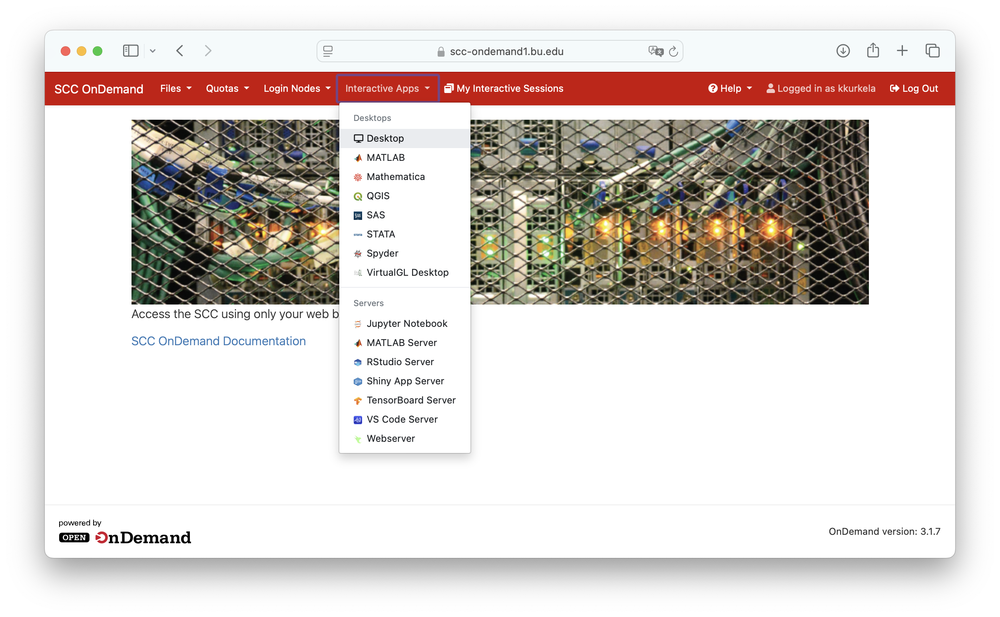 scc-ondemand1.bu.edu
SCC OnDemand Files Quotas Login Nodes Interactive Apps My Interactive Sessions Help Logged in as kkurkela Log Out
Desktops
Desktop
MATLAB
Mathematica
QGIS
SAS
STATA
Spyder
VirtualGL Desktop
Servers
Jupyter Notebook
MATLAB Server
RStudio Server
Shiny App Server
TensorBoard Server
VS Code Server
Webserver
Access the SCC using only your web b
SCC OnDemand Documentation
powered by
OPEN OnDemand
OnDemand version: 3.1.7